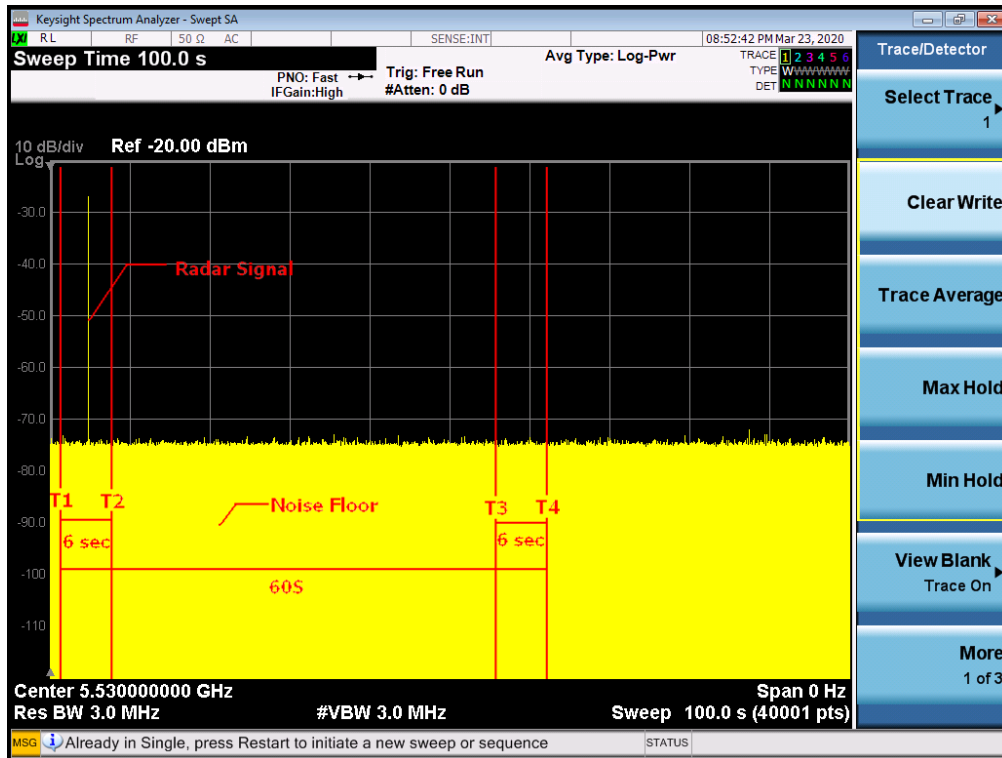 Keysight Spectrum Analyzer - Swept SA
LXI RL RF 50 Ω AC SENSE:INT 08:52:42 PM Mar 23, 2020
Sweep Time 100.0 s
PNO: Fast
IFGain:High
Trig: Free Run
#Atten: 0 dB
Avg Type: Log-Pwr
TRACE 1 2 3 4 5 6
TYPE WWWWWW
DET N N N N N N
10 dB/div Ref -20.00 dBm
Log
-30.0
-40.0
-50.0
-60.0
-70.0
-80.0
-90.0
-100
-110
Radar Signal
T1 T2 Noise Floor T3 T4
6 sec 6 sec
60S
Center 5.530000000 GHz Span 0 Hz
Res BW 3.0 MHz #VBW 3.0 MHz Sweep 100.0 s (40001 pts)
MSG Already in Single, press Restart to initiate a new sweep or sequence STATUS
Trace/Detector
Select Trace
1
Clear Write
Trace Average
Max Hold
Min Hold
View Blank
Trace On
More
1 of 3